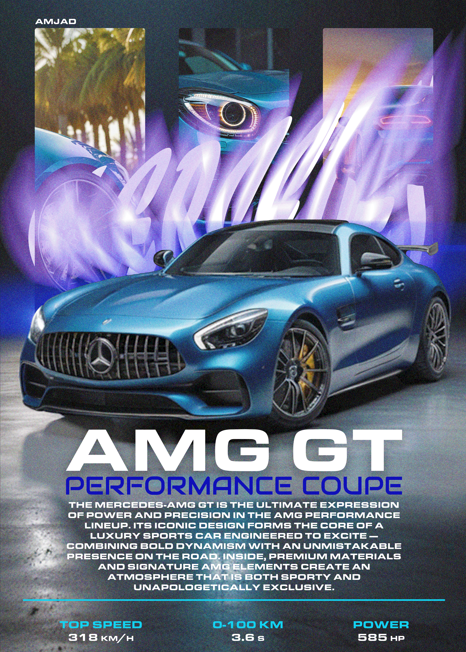 AMJAD
AMG GT
PERFORMANCE COUPE
THE MERCEDES-AMG GT IS THE ULTIMATE EXPRESSION
OF POWER AND PRECISION IN THE AMG PERFORMANCE
LINEUP. ITS ICONIC DESIGN FORMS THE CORE OF A
LUXURY SPORTS CAR ENGINEERED TO EXCITE —
COMBINING BOLD DYNAMISM WITH AN UNMISTAKABLE
PRESENCE ON THE ROAD. INSIDE, PREMIUM MATERIALS
AND SIGNATURE AMG ELEMENTS CREATE AN
ATMOSPHERE THAT IS BOTH SPORTY AND
UNAPOLOGETICALLY EXCLUSIVE.
TOP SPEED 0-100 KM POWER
318 KM/H 3.6 S 585 HP